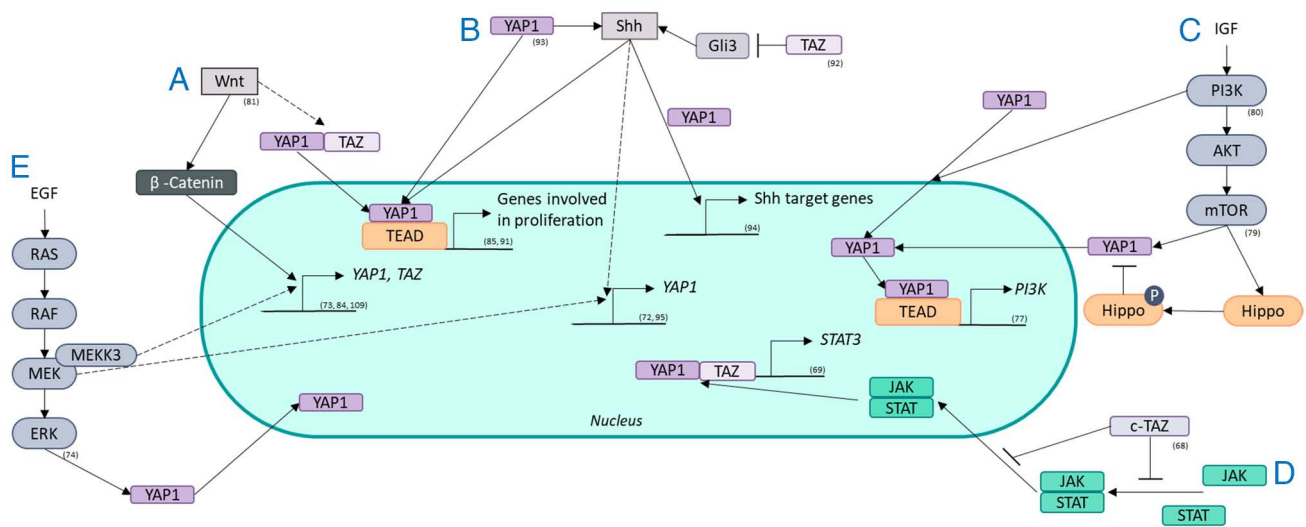 A
Wnt
(81)
YAP1 TAZ
β -Catenin
B
YAP1
(93)
Shh
Gli3
TAZ
(92)
YAP1
C
IGF
PI3K
(80)
AKT
mTOR
(79)
YAP1
YAP1
Hippo
P
Hippo
E
EGF
RAS
RAF
MEKK3
MEK
ERK
(74)
YAP1
YAP1
YAP1
TEAD
Genes involved
in proliferation
(85, 91)
Shh target genes
(94)
YAP1, TAZ
(73, 84, 109)
YAP1
(72, 95)
YAP1
YAP1
TEAD
PI3K
(77)
STAT3
YAP1 TAZ
(69)
JAK
STAT
Nucleus
c-TAZ
(68)
JAK
STAT
JAK
STAT
D